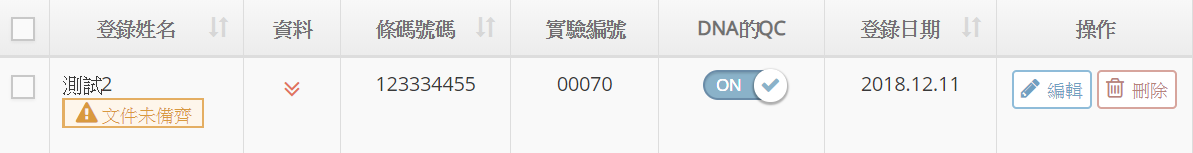 登錄姓名 資料 條碼號碼 實驗編號 DNA的QC 登錄日期 操作
測試2 123334455 00070 ON 2018.12.11 編輯 刪除
文件未備齊